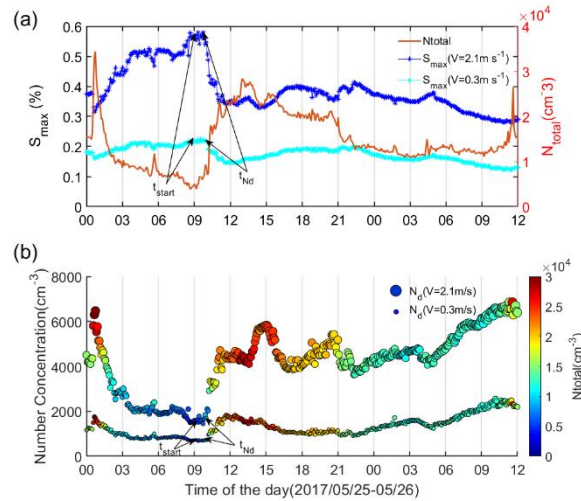 (a)
×10⁴
0.6
0.5
0.4
0.3
0.2
0.1
0
S_max (%)
Ntotal
S_max(V=2.1m s⁻¹)
S_max(V=0.3m s⁻¹)
4
3
2
1
0
N_total(cm⁻³)
t_start
t_Nd
00 03 06 09 12 15 18 21 00 03 06 09 12
(b)
8000
6000
4000
2000
0
Number Concentration(cm⁻³)
N_d(V=2.1m/s)
N_d(V=0.3m/s)
t_start
t_Nd
×10⁴
3
2.5
2
1.5
1
0.5
0
Ntotal(cm⁻³)
00 03 06 09 12 15 18 21 00 03 06 09 12
Time of the day(2017/05/25-05/26)